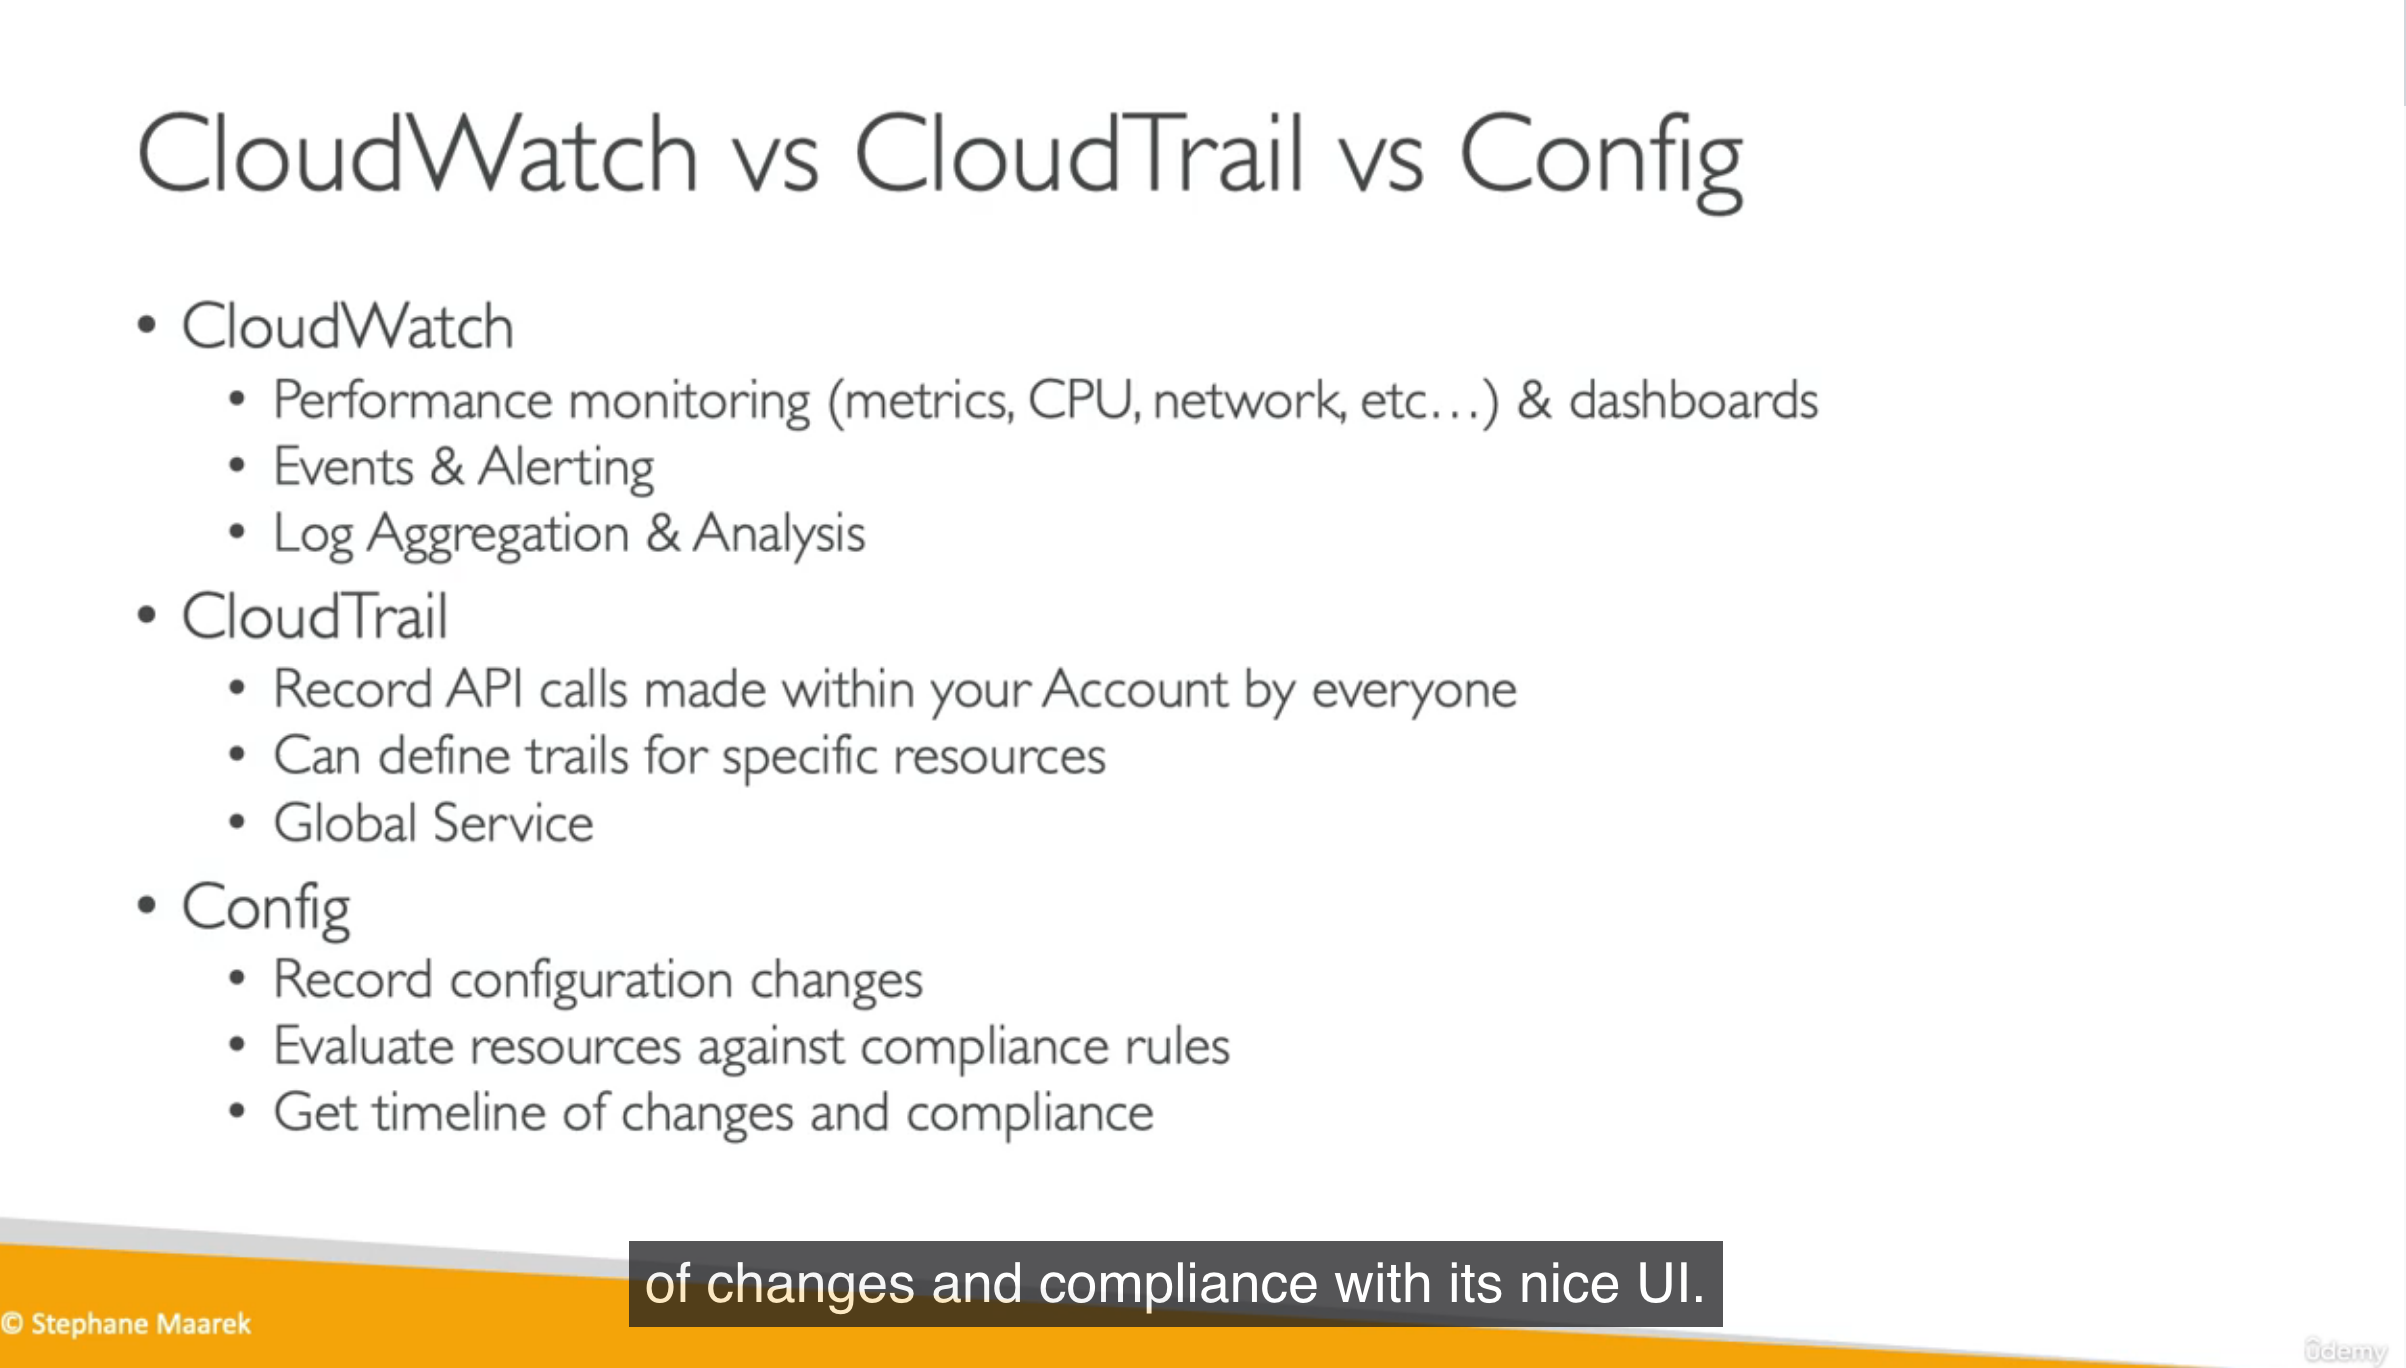 CloudWatch vs CloudTrail vs Config
• CloudWatch
• Performance monitoring (metrics, CPU, network, etc…) & dashboards
• Events & Alerting
• Log Aggregation & Analysis
• CloudTrail
• Record API calls made within your Account by everyone
• Can define trails for specific resources
• Global Service
• Config
• Record configuration changes
• Evaluate resources against compliance rules
• Get timeline of changes and compliance
of changes and compliance with its nice UI.
© Stephane Maarek
ûdemy